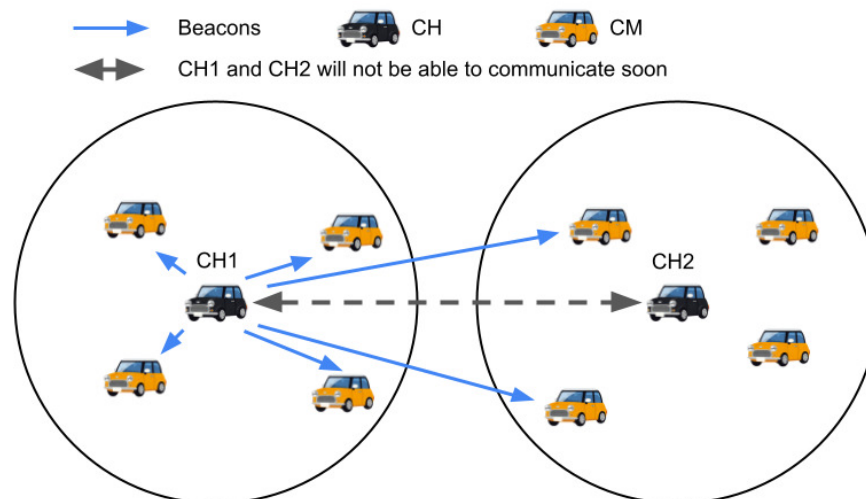 Beacons CH CM
CH1 and CH2 will not be able to communicate soon
CH1 CH2